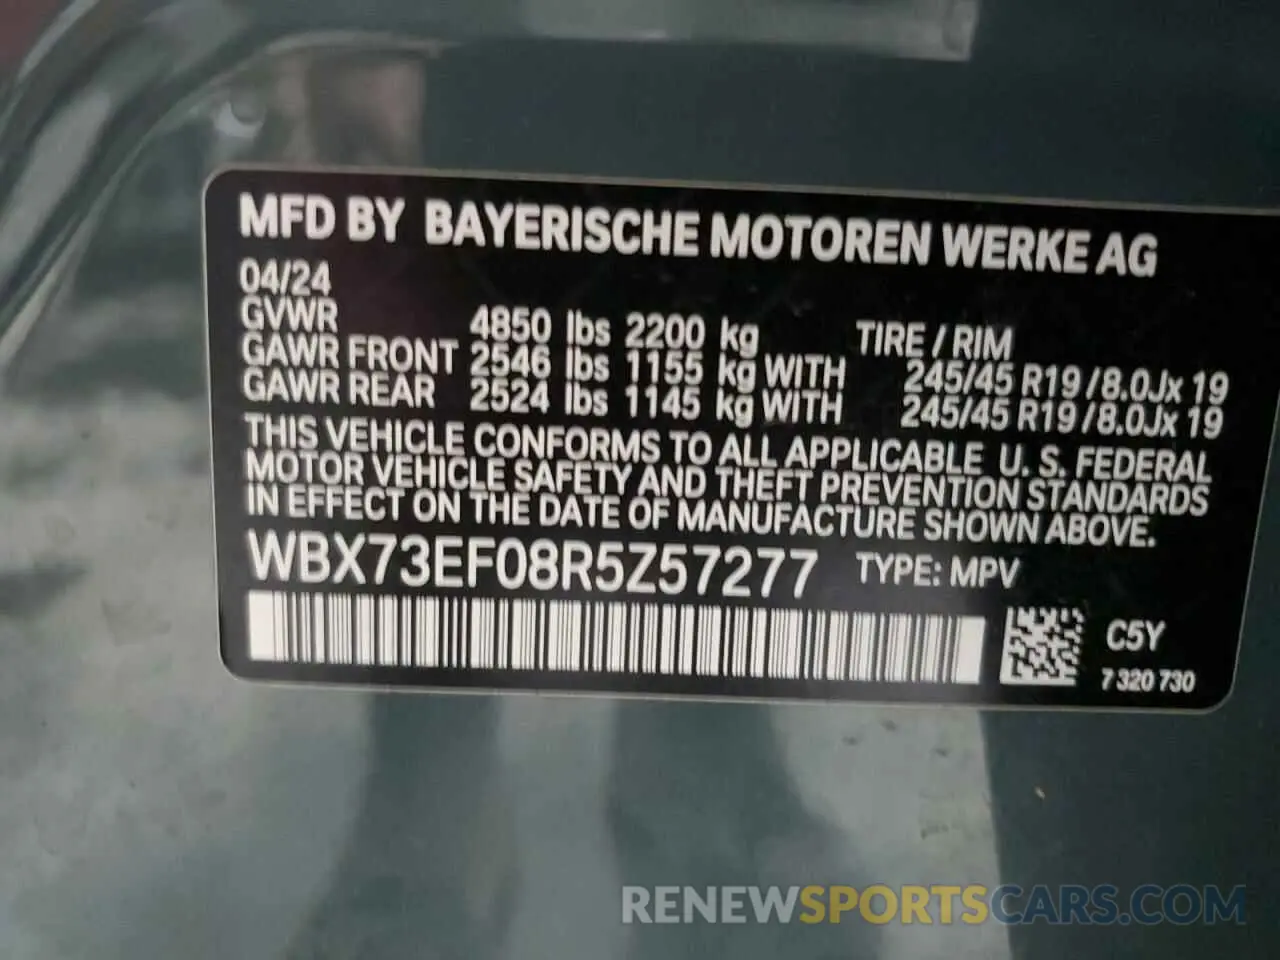 MFD BY BAYERISCHE MOTOREN WERKE AG
04/24
GVWR 4850 lbs 2200 kg TIRE / RIM
GAWR FRONT 2546 lbs 1155 kg WITH 245/45 R19 / 8.0Jx 19
GAWR REAR 2524 lbs 1145 kg WITH 245/45 R19 / 8.0Jx 19
THIS VEHICLE CONFORMS TO ALL APPLICABLE U. S. FEDERAL
MOTOR VEHICLE SAFETY AND THEFT PREVENTION STANDARDS
IN EFFECT ON THE DATE OF MANUFACTURE SHOWN ABOVE.
WBX73EF08R5Z57277 TYPE: MPV
C5Y
7 320 730
RENEWSPORTSCARS.COM